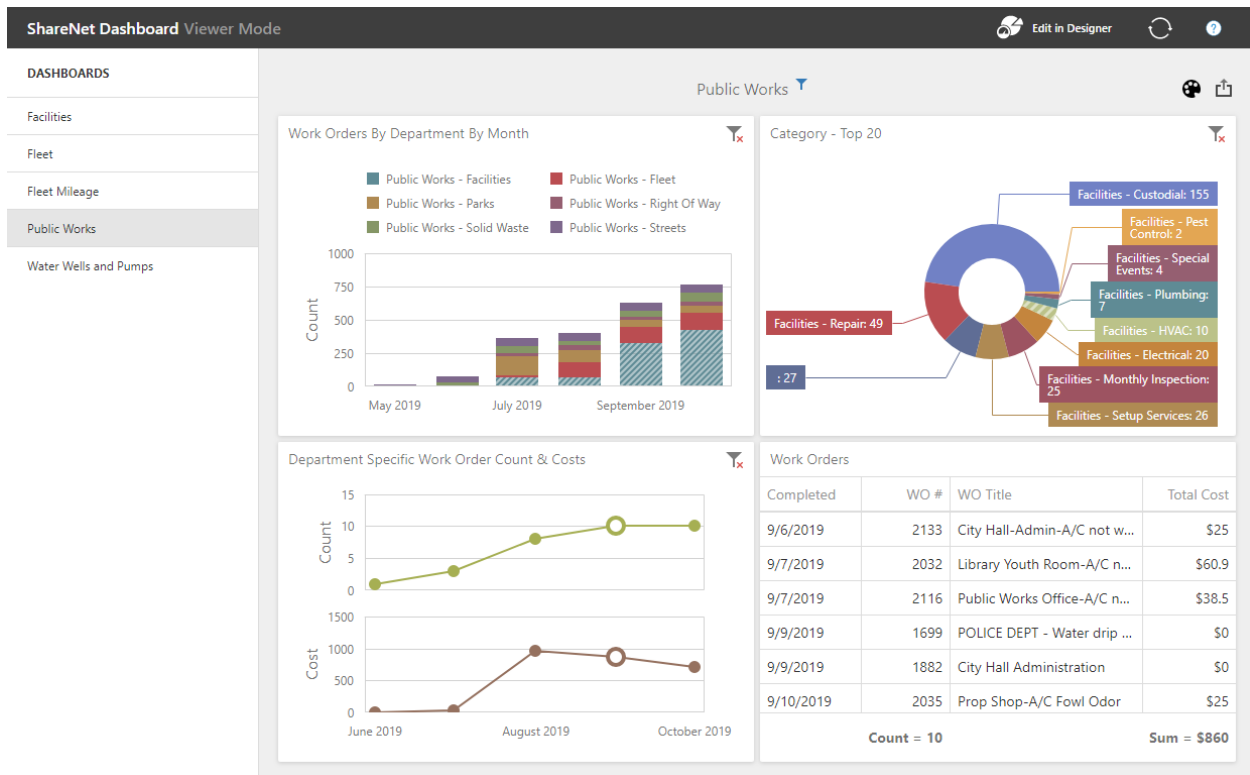 ShareNet Dashboard Viewer Mode
Edit in Designer
?
DASHBOARDS
Facilities
Fleet
Fleet Mileage
Public Works
Water Wells and Pumps
Public Works
Work Orders By Department By Month
Public Works - Facilities
Public Works - Fleet
Public Works - Parks
Public Works - Right Of Way
Public Works - Solid Waste
Public Works - Streets
Count
1000
750
500
250
0
May 2019
July 2019
September 2019
Category - Top 20
Facilities - Custodial: 155
Facilities - Pest
Control: 2
Facilities - Special
Events: 4
Facilities - Plumbing:
7
Facilities - HVAC: 10
Facilities - Electrical: 20
Facilities - Monthly Inspection:
25
Facilities - Setup Services: 26
Facilities - Repair: 49
: 27
Department Specific Work Order Count & Costs
Count
15
10
5
0
Cost
1500
1000
500
0
June 2019
August 2019
October 2019
Work Orders
Completed WO # WO Title Total Cost
9/6/2019 2133 City Hall-Admin-A/C not w... $25
9/7/2019 2032 Library Youth Room-A/C n... $60.9
9/7/2019 2116 Public Works Office-A/C n... $38.5
9/9/2019 1699 POLICE DEPT - Water drip ... $0
9/9/2019 1882 City Hall Administration $0
9/10/2019 2035 Prop Shop-A/C Fowl Odor $25
Count = 10 Sum = $860